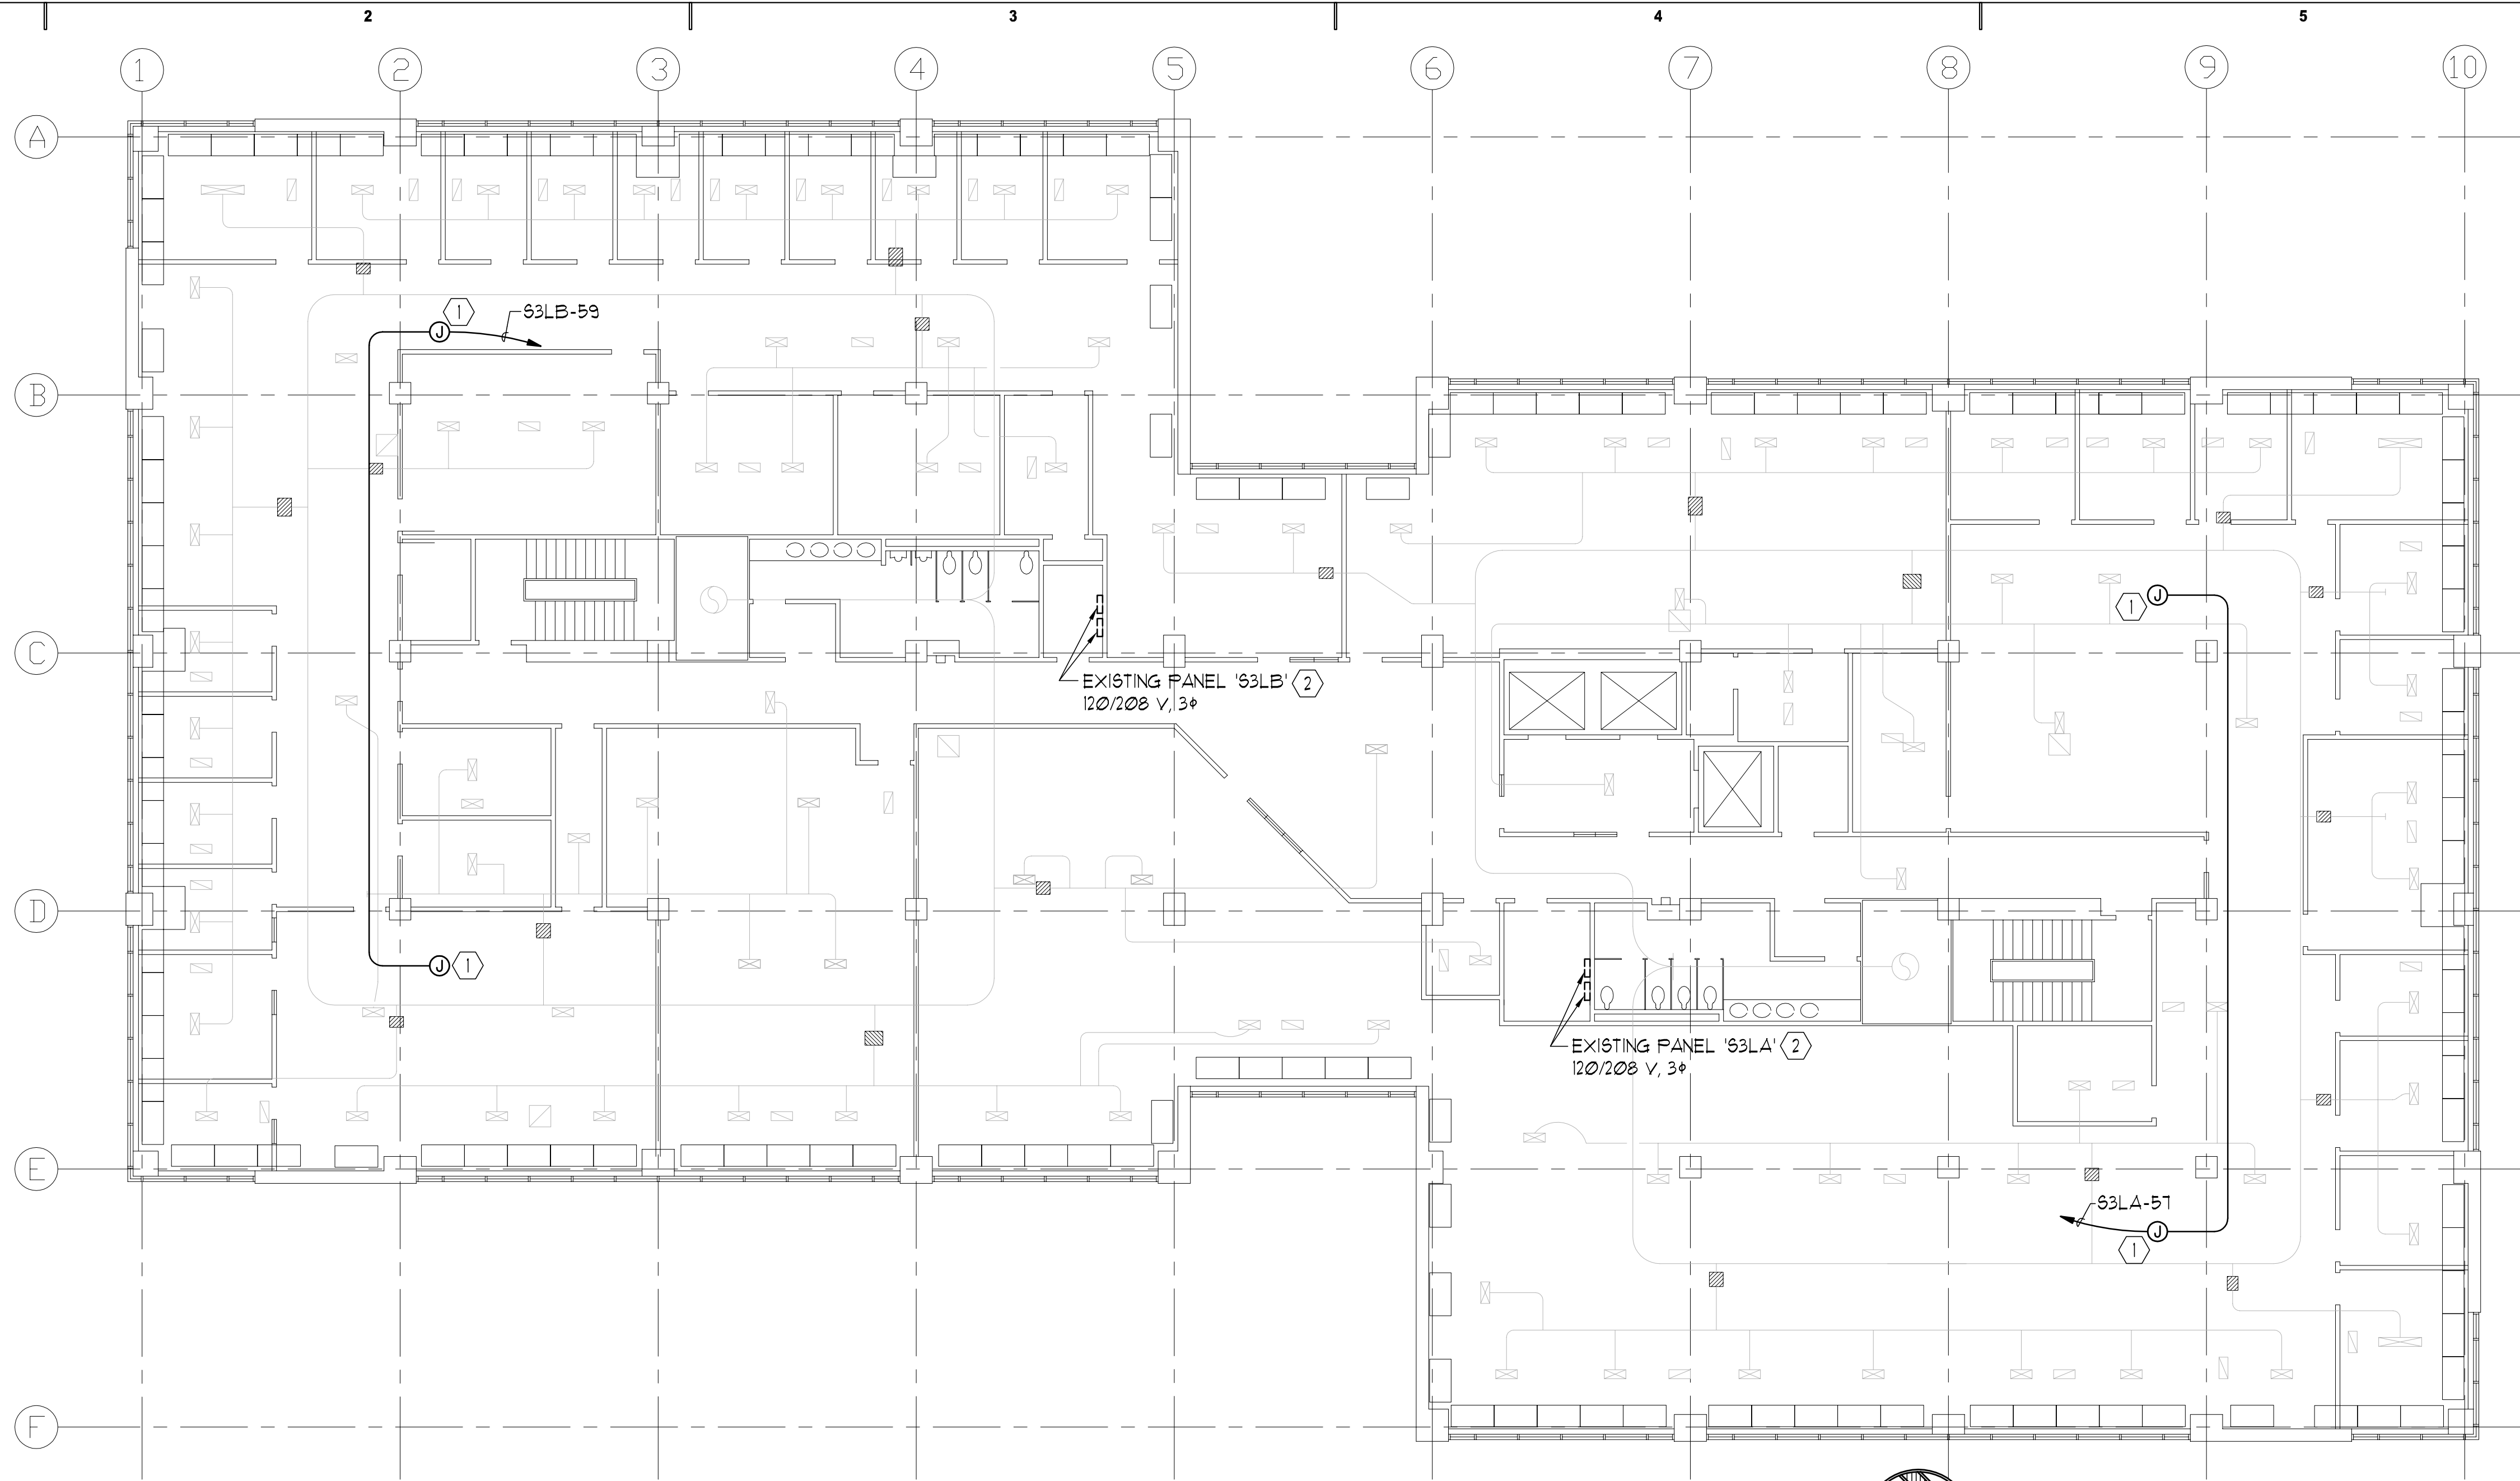 2 3 4 5
1 2 3 4 5 6 7 8 9 10
A
1 S3LB-59
B
J
J 1
C
EXISTING PANEL 'S3LB' 2
120/208 V, 3ϕ
D
J 1
EXISTING PANEL 'S3LA' 2
120/208 V, 3ϕ
E
S3LA-57
J
1
F